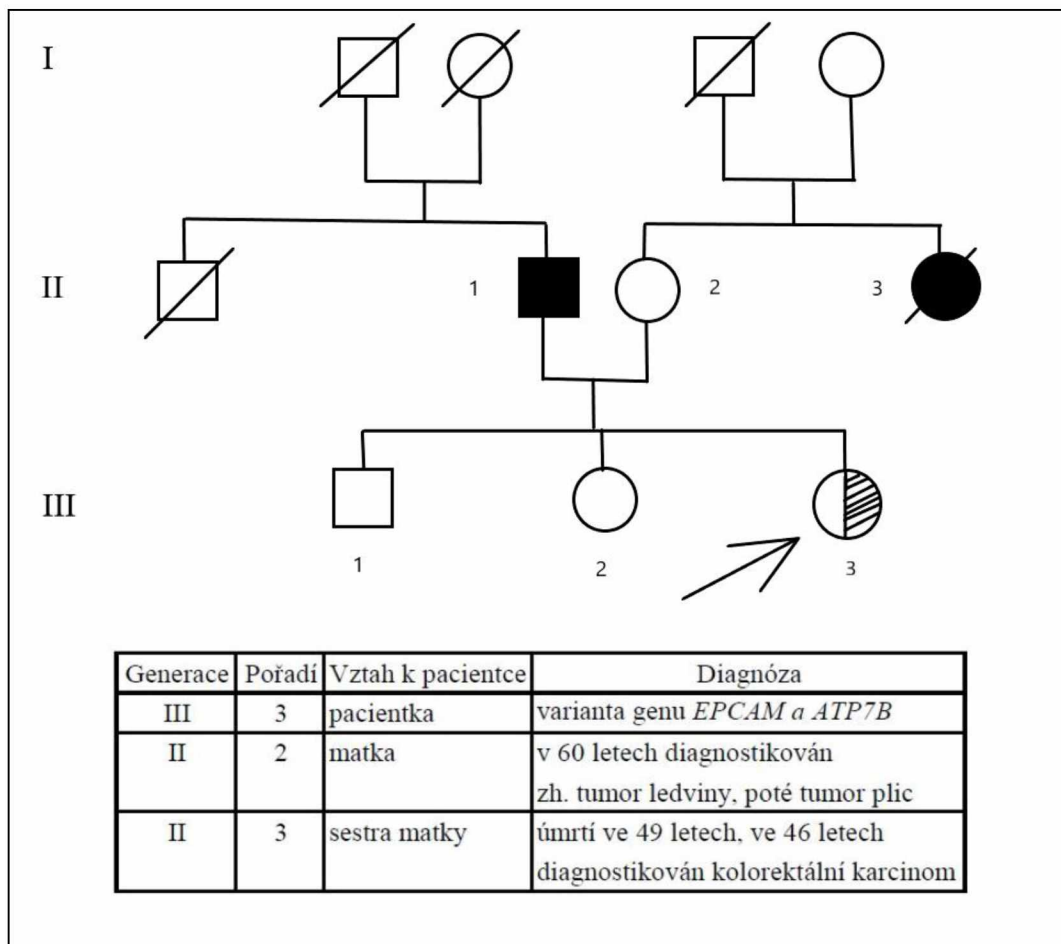 I
II
1
2
3
III
1
2
3
Generace Pořadí Vztah k pacientce Diagnóza
III 3 pacientka varianta genu EPCAM a ATP7B
II 2 matka v 60 letech diagnostikován
zh. tumor ledviny, poté tumor plic
II 3 sestra matky úmrtí ve 49 letech, ve 46 letech
diagnostikován kolorektální karcinom